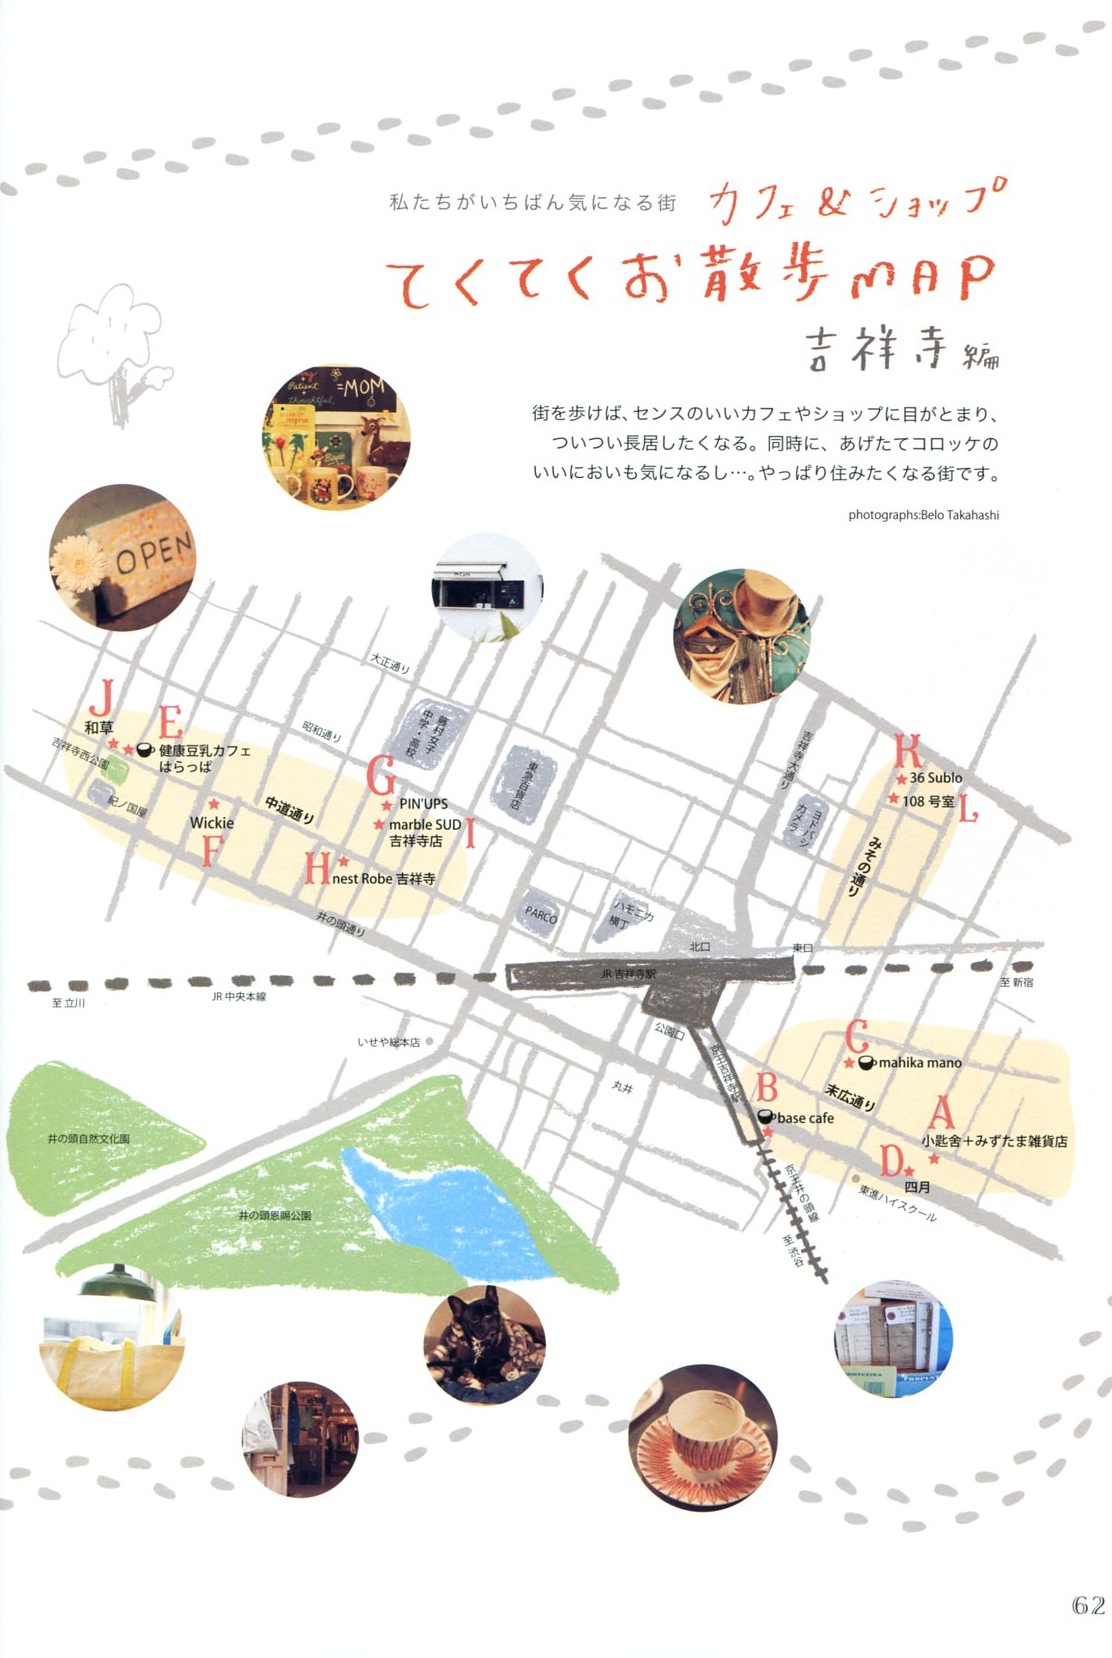 私たちがいちばん気になる街 カフェ&ショップ
てくてくお散歩MAP
吉祥寺編
街を歩けば、センスのいいカフェやショップに目がとまり、
ついつい長居したくなる。同時に、あげたてコロッケの
いいにおいも気になるし…。やっぱり住みたくなる街です。
photographs:Belo Takahashi
=MOM
Patient
thoughtful
OPEN
大正通り
昭和通り
藤村女子
中学・高校
東急百貨店
吉祥寺大通り
ヨドバシ
カメラ
J
和草
E
健康豆乳カフェ
はらっぱ
吉祥寺西公園
紀ノ国屋
Wickie
F
中道通り
G
PIN'UPS
marble SUD
吉祥寺店
I
H
nest Robe 吉祥寺
井の頭通り
K
36 Sublo
108 号室
L
みその通り
PARCO
ハモニカ
横丁
北口
東口
JR 吉祥寺駅
至 立川
JR 中央本線
至 新宿
いせや総本店
公園口
丸井
京王吉祥寺駅
C
mahika mano
B
base cafe
末広通り
A
小匙舎+みずたま雑貨店
D
四月
東進ハイスクール
京王井の頭線
至 渋谷
井の頭自然文化園
井の頭恩賜公園
62